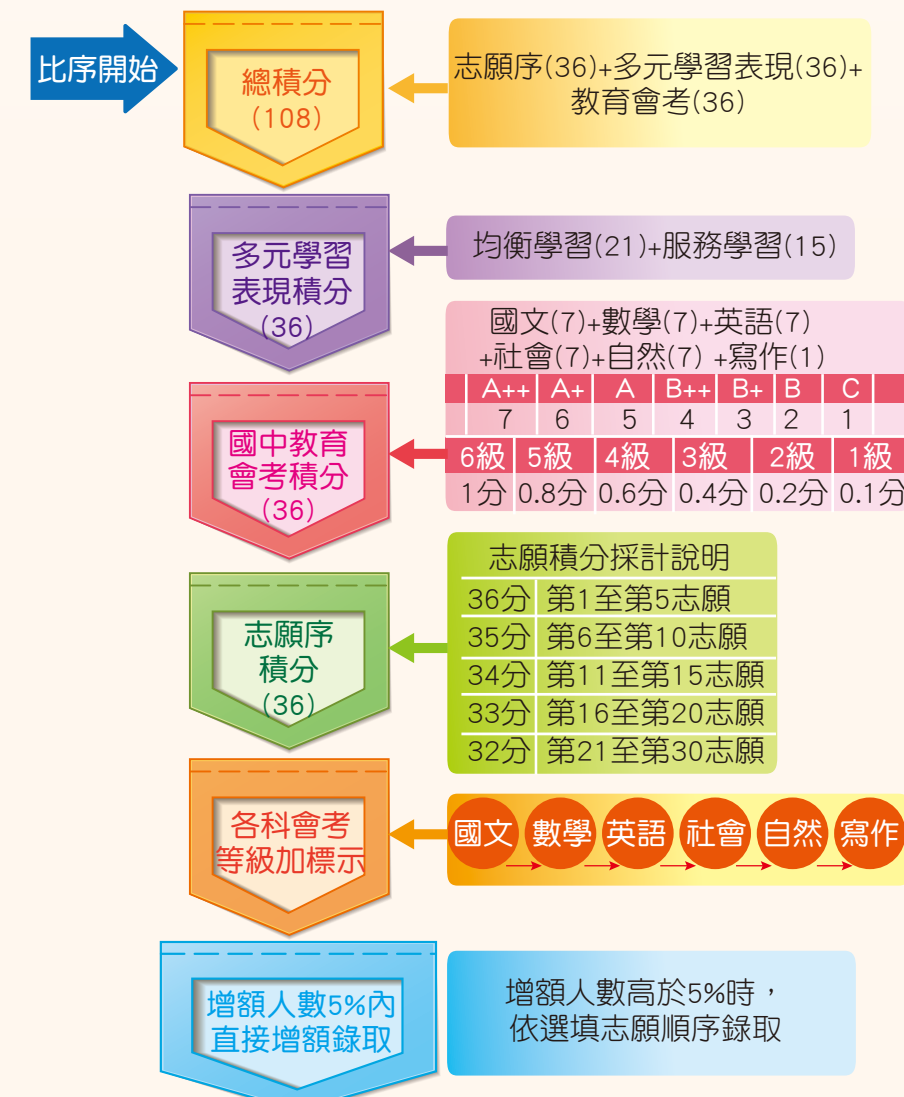 比序開始
總積分
(108)
志願序(36)+多元學習表現(36)+
教育會考(36)
多元學習
表現積分
(36)
均衡學習(21)+服務學習(15)
國中教育
會考積分
(36)
國文(7)+數學(7)+英語(7)
+社會(7)+自然(7) +寫作(1)
A++ A+ A B++ B+ B C
7 6 5 4 3 2 1
6級 5級 4級 3級 2級 1級
1分 0.8分 0.6分 0.4分 0.2分 0.1分
志願序
積分
(36)
志願積分採計說明
36分 第1至第5志願
35分 第6至第10志願
34分 第11至第15志願
33分 第16至第20志願
32分 第21至第30志願
各科會考
等級加標示
國文 數學 英語 社會 自然 寫作
增額人數5%內
直接增額錄取
增額人數高於5%時，
依選填志願順序錄取